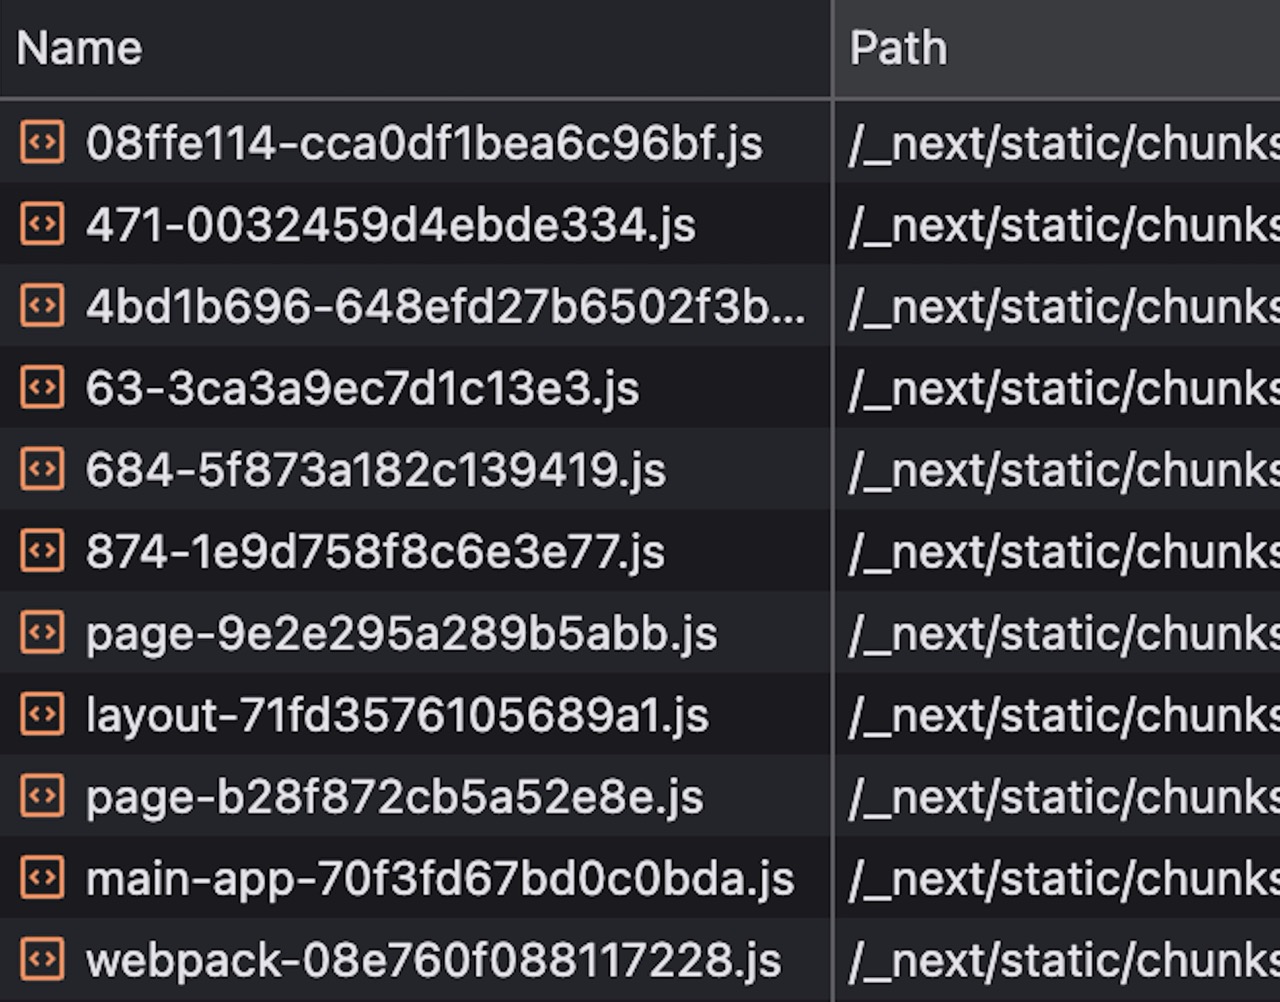 Name Path
08ffe114-cca0df1bea6c96bf.js /_next/static/chunks
471-0032459d4ebde334.js /_next/static/chunks
4bd1b696-648efd27b6502f3b... /_next/static/chunks
63-3ca3a9ec7d1c13e3.js /_next/static/chunks
684-5f873a182c139419.js /_next/static/chunks
874-1e9d758f8c6e3e77.js /_next/static/chunks
page-9e2e295a289b5abb.js /_next/static/chunks
layout-71fd3576105689a1.js /_next/static/chunks
page-b28f872cb5a52e8e.js /_next/static/chunks
main-app-70f3fd67bd0c0bda.js /_next/static/chunks
webpack-08e760f088117228.js /_next/static/chunks